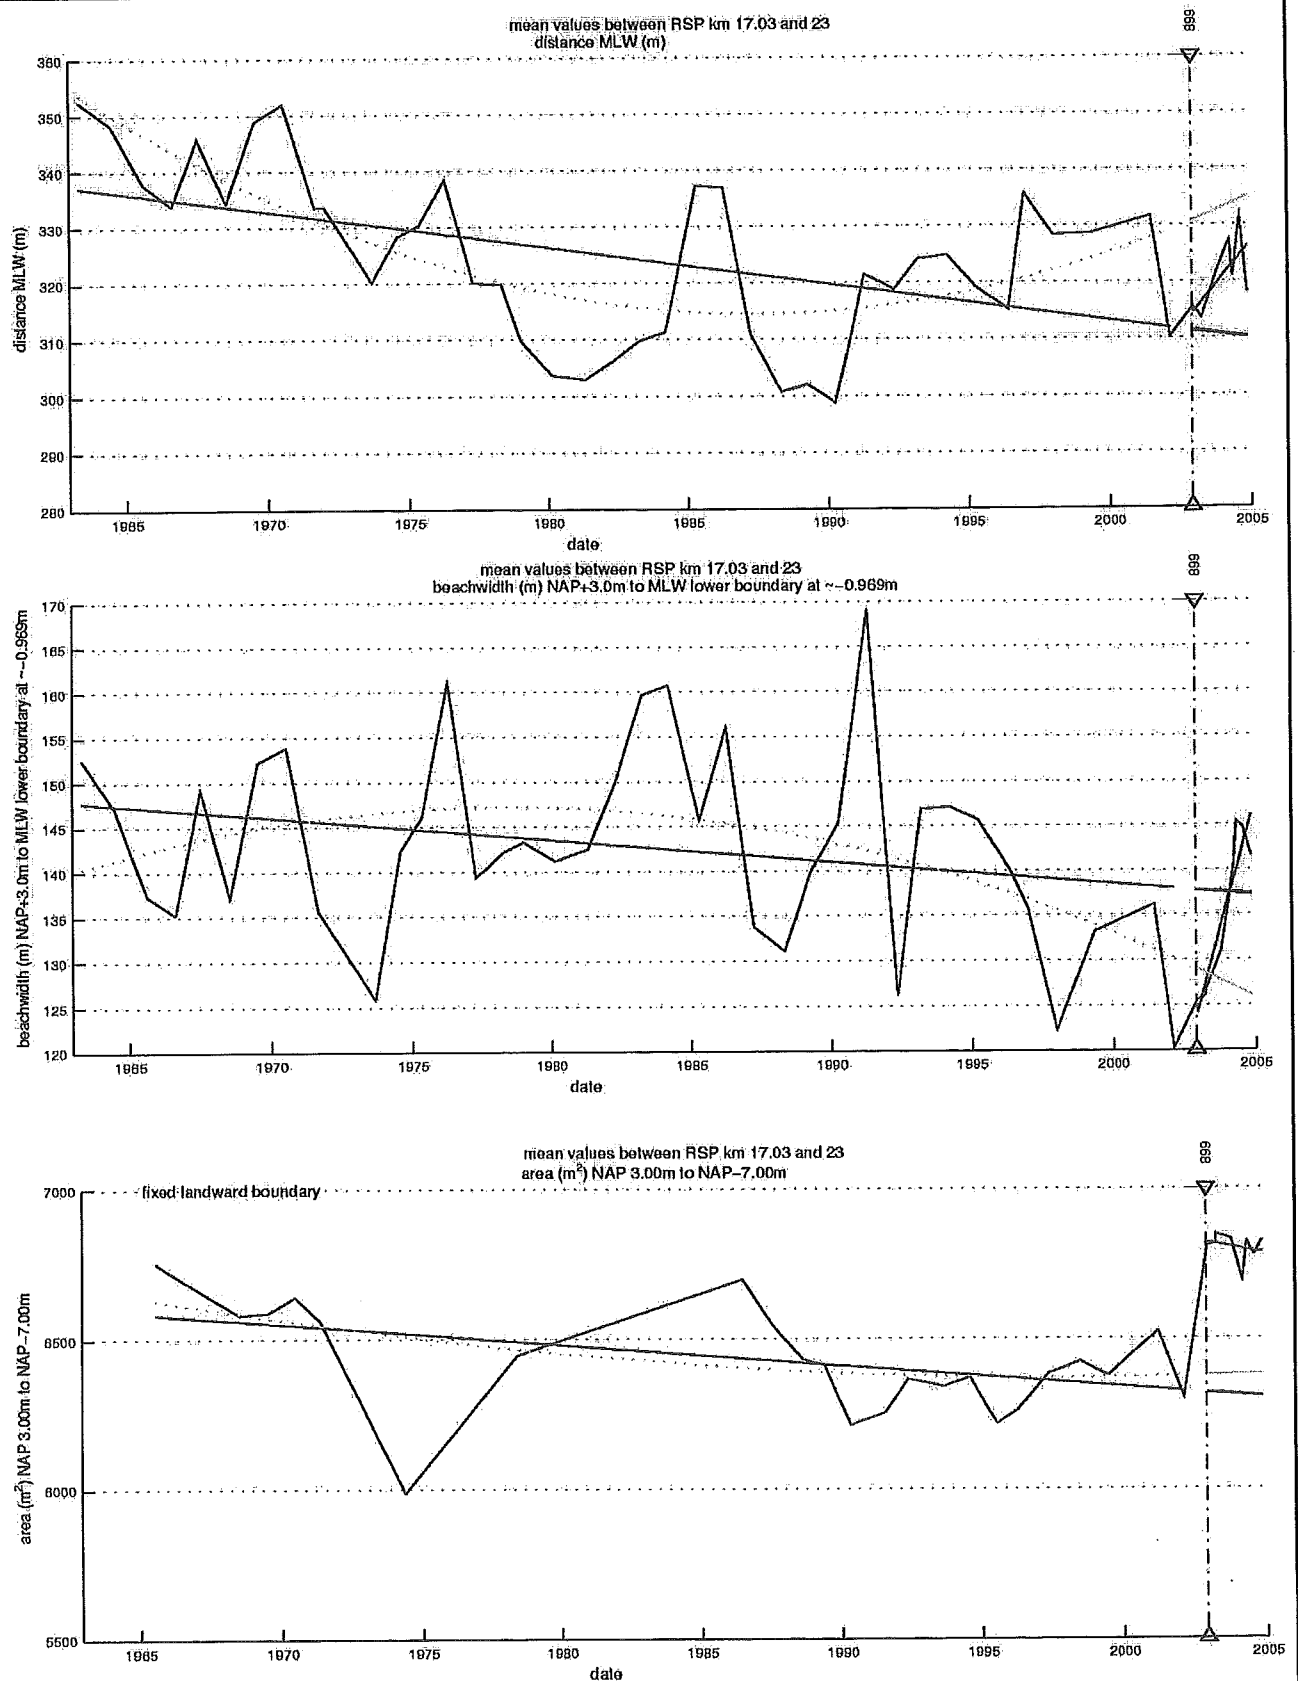 mean values between RSP km 17.03 and 23
distance MLW (m)
899
distance MLW (m)
360
350
340
330
320
310
300
290
280
1965 1970 1975 1980 1985 1990 1995 2000 2005
date
mean values between RSP km 17.03 and 23
beachwidth (m) NAP+3.0m to MLW lower boundary at ~-0.969m
899
beachwidth (m) NAP+3.0m to MLW lower boundary at ~-0.969m
170
165
160
155
150
145
140
135
130
125
120
1965 1970 1975 1980 1985 1990 1995 2000 2005
date
mean values between RSP km 17.03 and 23
area (m²) NAP 3.00m to NAP-7.00m
899
fixed landward boundary
area (m²) NAP 3.00m to NAP-7.00m
7000
6500
6000
5500
1965 1970 1975 1980 1985 1990 1995 2000 2005
date